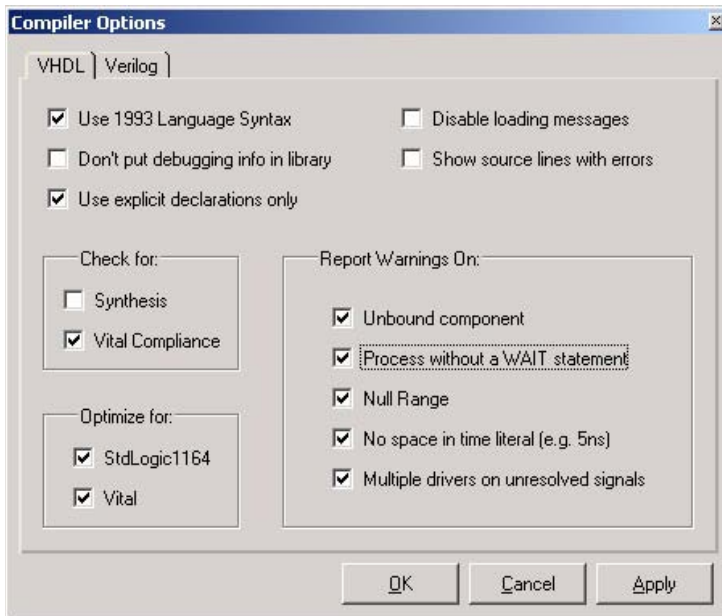 Compiler Options
VHDL Verilog
Use 1993 Language Syntax
Disable loading messages
Don't put debugging info in library
Show source lines with errors
Use explicit declarations only
Check for:
Synthesis
Vital Compliance
Optimize for:
StdLogic1164
Vital
Report Warnings On:
Unbound component
Process without a WAIT statement
Null Range
No space in time literal (e.g. 5ns)
Multiple drivers on unresolved signals
OK Cancel Apply